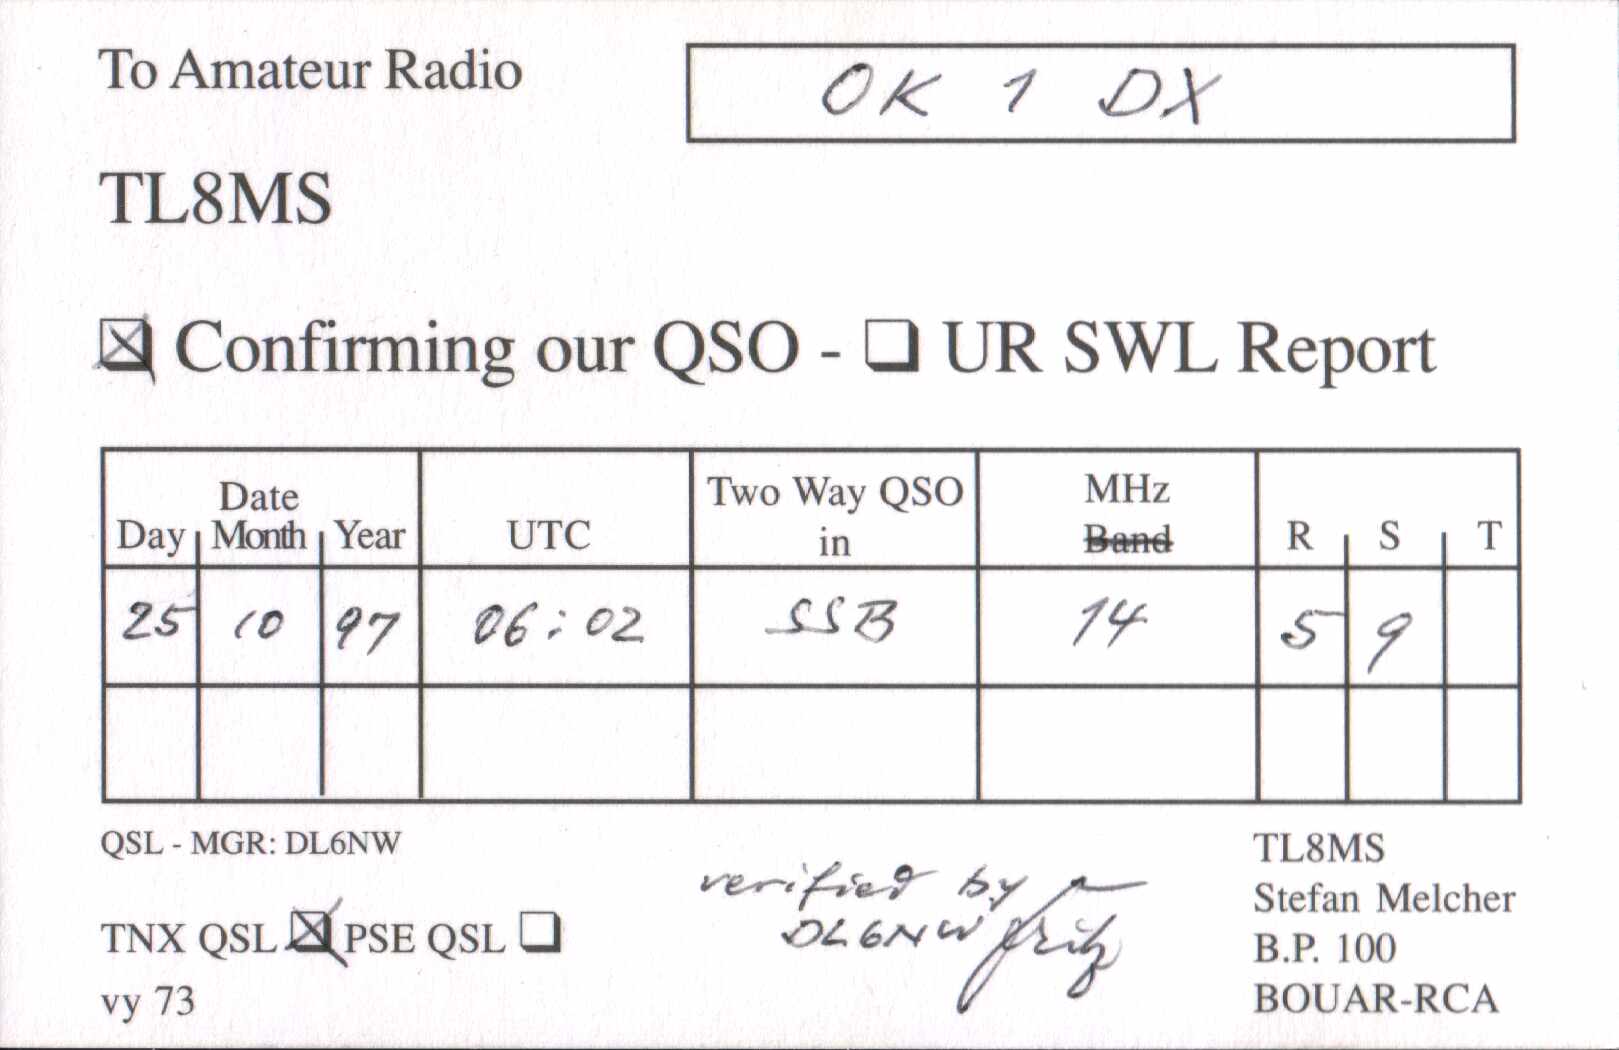 To Amateur Radio
OK 1 DX
TL8MS
Confirming our QSO - UR SWL Report
Date
Day Month Year
UTC
Two Way QSO
in
MHz
Band
R S T
25 10 97 06:02 SSB 14 5 9
QSL - MGR: DL6NW
TNX QSL PSE QSL
vy 73
verified by
DL6NW Fritz
TL8MS
Stefan Melcher
B.P. 100
BOUAR-RCA